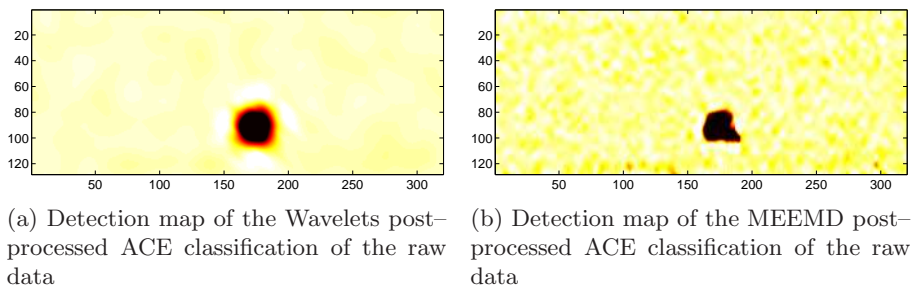 20
40
60
80
100
120
50 100 150 200 250 300
20
40
60
80
100
120
50 100 150 200 250 300
(a) Detection map of the Wavelets post–
processed ACE classification of the raw
data
(b) Detection map of the MEEMD post–
processed ACE classification of the raw
data